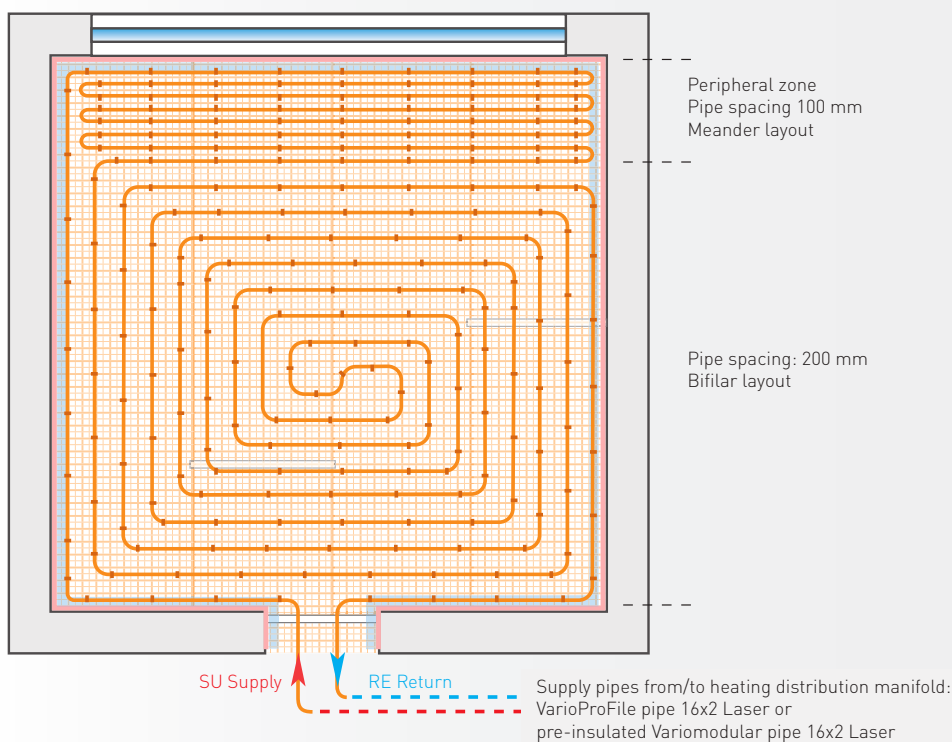 Peripheral zone
Pipe spacing 100 mm
Meander layout
Pipe spacing: 200 mm
Bifilar layout
SU Supply
RE Return
Supply pipes from/to heating distribution manifold:
VarioProFile pipe 16x2 Laser or
pre-insulated Variomodular pipe 16x2 Laser